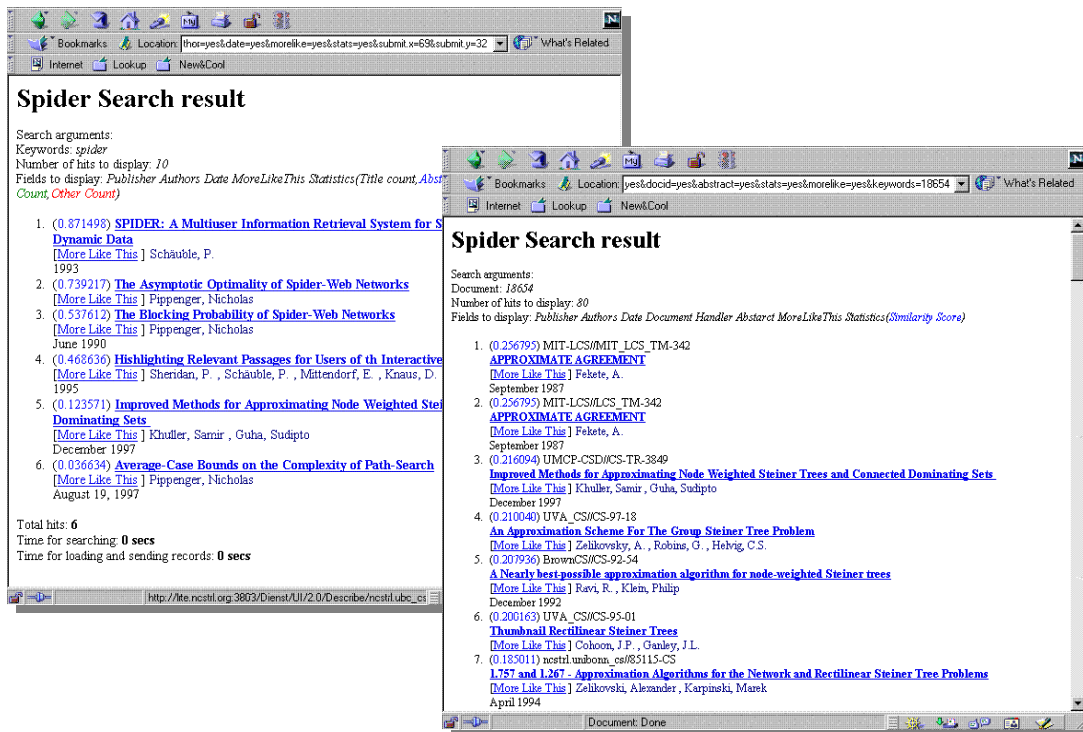 Bookmarks Location: thor=yes&date=yes&morelike=yes&stats=yes&submit.x=69&submit.y=32 What's Related
Internet Lookup New&Cool
Spider Search result
Search arguments:
Keywords: spider
Number of hits to display: 10
Fields to display: Publisher Authors Date MoreLikeThis Statistics(Title count,Abst
Count,Other Count)
1. (0.871498) SPIDER: A Multiuser Information Retrieval System for S
Dynamic Data
[More Like This ] Schäuble, P.
1993
2. (0.739217) The Asymptotic Optimality of Spider-Web Networks
[More Like This ] Pippenger, Nicholas
3. (0.537612) The Blocking Probability of Spider-Web Networks
[More Like This ] Pippenger, Nicholas
June 1990
4. (0.468636) Hishlighting Relevant Passages for Users of th Interactive
[More Like This ] Sheridan, P. , Schäuble, P. , Mittendorf, E. , Knaus, D.
1995
5. (0.123571) Improved Methods for Approximating Node Weighted Stei
Dominating Sets
[More Like This ] Khuller, Samir , Guha, Sudipto
December 1997
6. (0.036634) Average-Case Bounds on the Complexity of Path-Search
[More Like This ] Pippenger, Nicholas
August 19, 1997
Total hits: 6
Time for searching: 0 secs
Time for loading and sending records: 0 secs
http://lite.ncstrl.org:3803/Dienst/UI/2.0/Describe/ncstrl.ubc_cs
Bookmarks Location: yes&docid=yes&abstract=yes&stats=yes&morelike=yes&keywords=18654 What's Related
Internet Lookup New&Cool
Spider Search result
Search arguments:
Document: 18654
Number of hits to display: 80
Fields to display: Publisher Authors Date Document Handler Abstarct MoreLikeThis Statistics(Similarity Score)
1. (0.256795) MIT-LCS//MIT_LCS_TM-342
APPROXIMATE AGREEMENT
[More Like This ] Fekete, A.
September 1987
2. (0.256795) MIT-LCS//LCS_TM-342
APPROXIMATE AGREEMENT
[More Like This ] Fekete, A.
September 1987
3. (0.216094) UMCP-CSD//CS-TR-3849
Improved Methods for Approximating Node Weighted Steiner Trees and Connected Dominating Sets
[More Like This ] Khuller, Samir , Guha, Sudipto
December 1997
4. (0.210040) UVA_CS//CS-97-18
An Approximation Scheme For The Group Steiner Tree Problem
[More Like This ] Zelikovsky, A. , Robins, G. , Helvig, C.S.
5. (0.207936) BrownCS//CS-92-54
A Nearly best-possible approximation algorithm for node-weighted Steiner trees
[More Like This ] Ravi, R. , Klein, Philip
December 1992
6. (0.200163) UVA_CS//CS-95-01
Thumbnail Rectilinear Steiner Trees
[More Like This ] Cohoon, J.P. , Ganley, J.L.
7. (0.185011) ncstrl.unibonn_cs//85115-CS
1.757 and 1.267 - Approximation Algorithms for the Network and Rectilinear Steiner Tree Problems
[More Like This ] Zelikovski, Alexander , Karpinski, Marek
April 1994
Document: Done